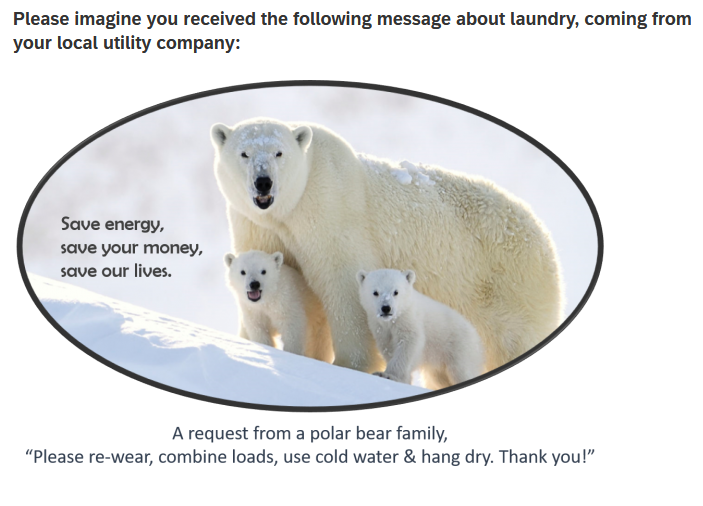 Please imagine you received the following message about laundry, coming from
your local utility company:
Save energy,
save your money,
save our lives.
A request from a polar bear family,
“Please re-wear, combine loads, use cold water & hang dry. Thank you!”